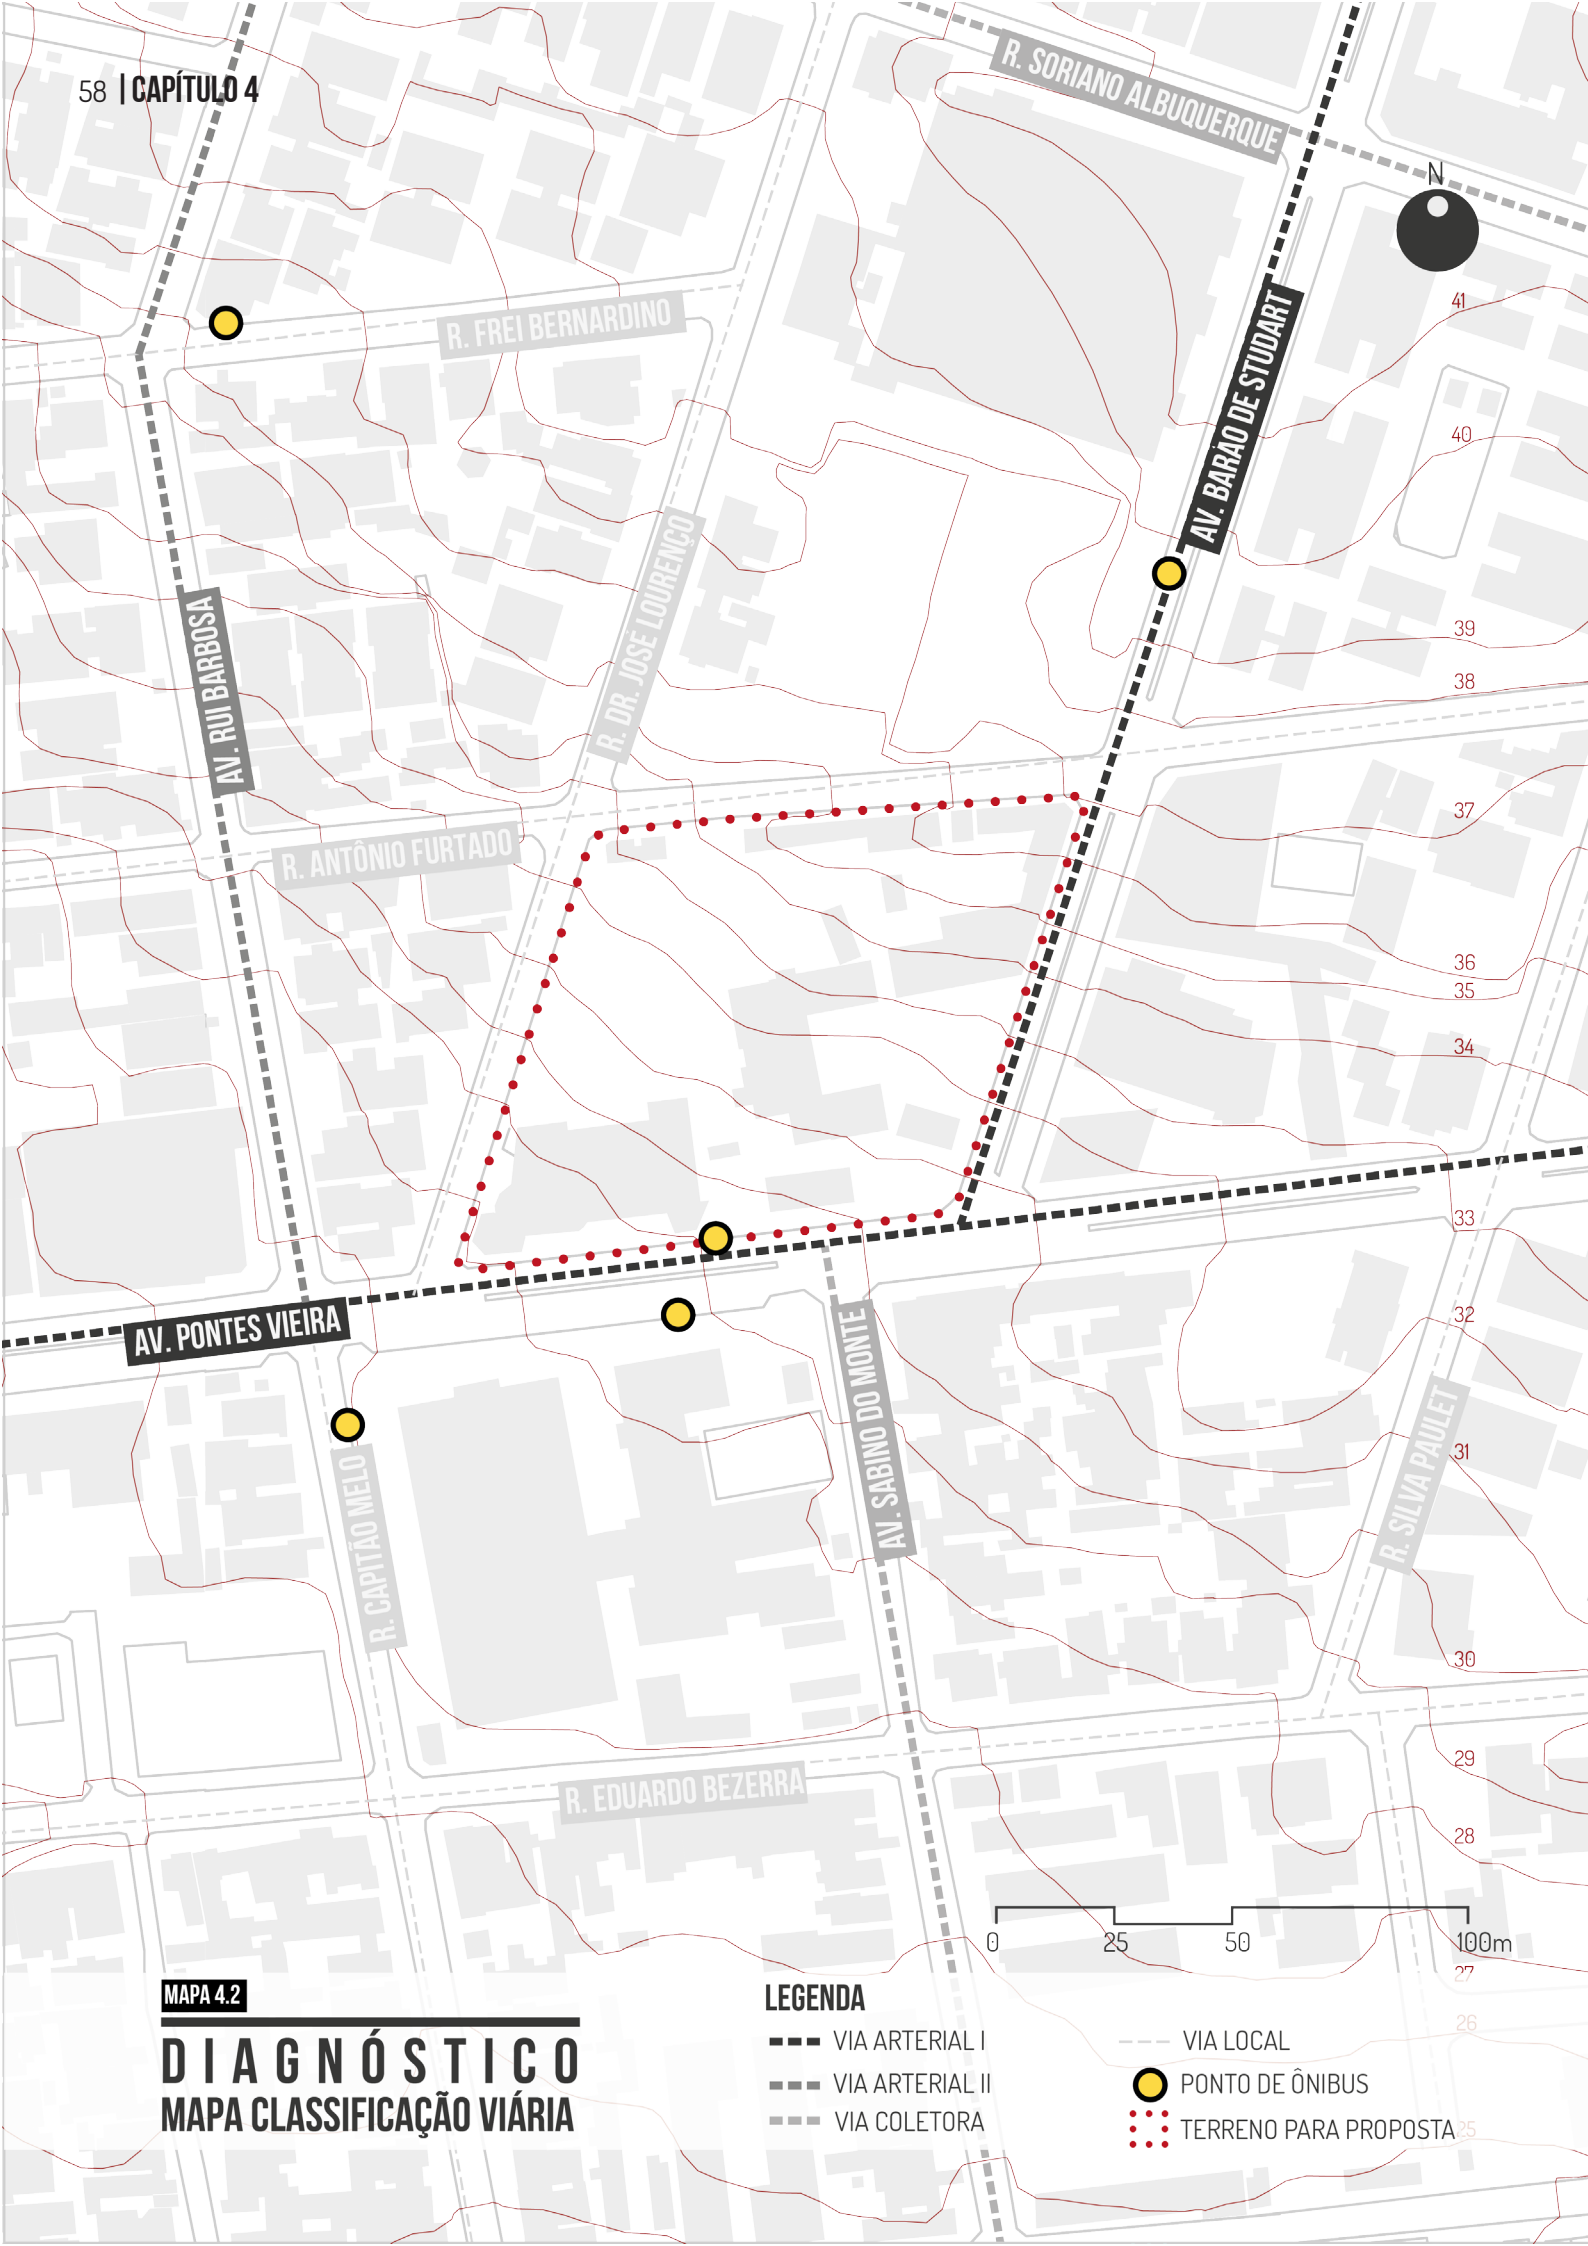 58 | CAPÍTULO 4
R. SORIANO ALBUQUERQUE
N
41
R. FREI BERNARDINO
AV. BARÃO DE STUDART
40
R. DR. JOSÉ LOURENÇO
AV. RUI BARBOSA
39
38
37
R. ANTÔNIO FURTADO
36
35
34
33
AV. PONTES VIEIRA
32
AV. SABINO DO MONTE
R. SILVA PAULET
31
R. CAPITÃO MELO
30
29
R. EDUARDO BEZERRA
28
0 25 50 100m
27
MAPA 4.2
DIAGNÓSTICO
MAPA CLASSIFICAÇÃO VIÁRIA
LEGENDA
26
VIA ARTERIAL I
VIA ARTERIAL II
VIA COLETORA
VIA LOCAL
PONTO DE ÔNIBUS
TERRENO PARA PROPOSTA
25